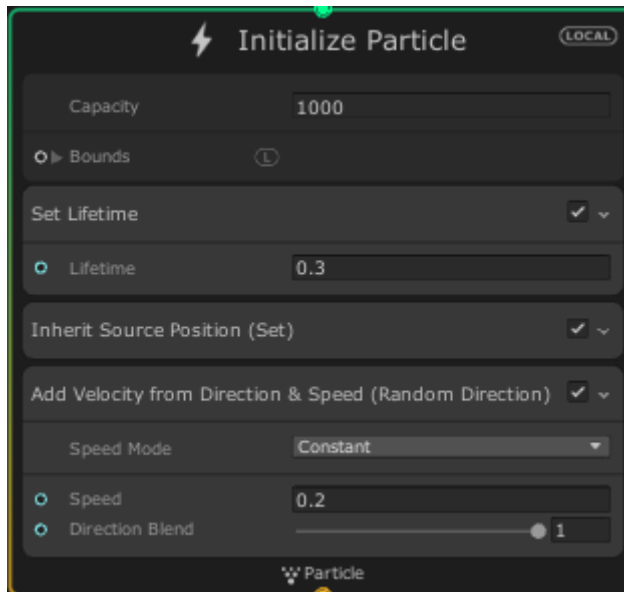 Initialize Particle
LOCAL
Capacity 1000
Bounds L
Set Lifetime
Lifetime 0.3
Inherit Source Position (Set)
Add Velocity from Direction & Speed (Random Direction)
Speed Mode Constant
Speed 0.2
Direction Blend 1
Particle